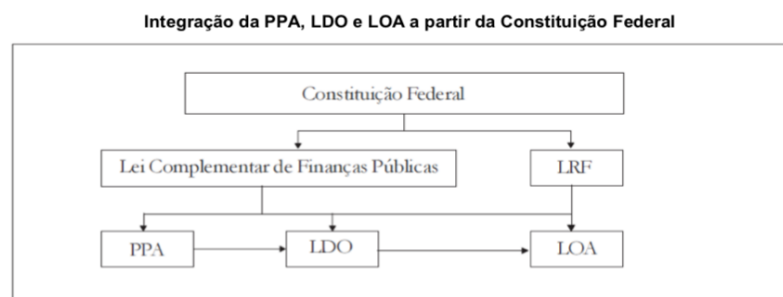 Integração da PPA, LDO e LOA a partir da Constituição Federal
Constituição Federal
Lei Complementar de Finanças Públicas
LRF
PPA
LDO
LOA